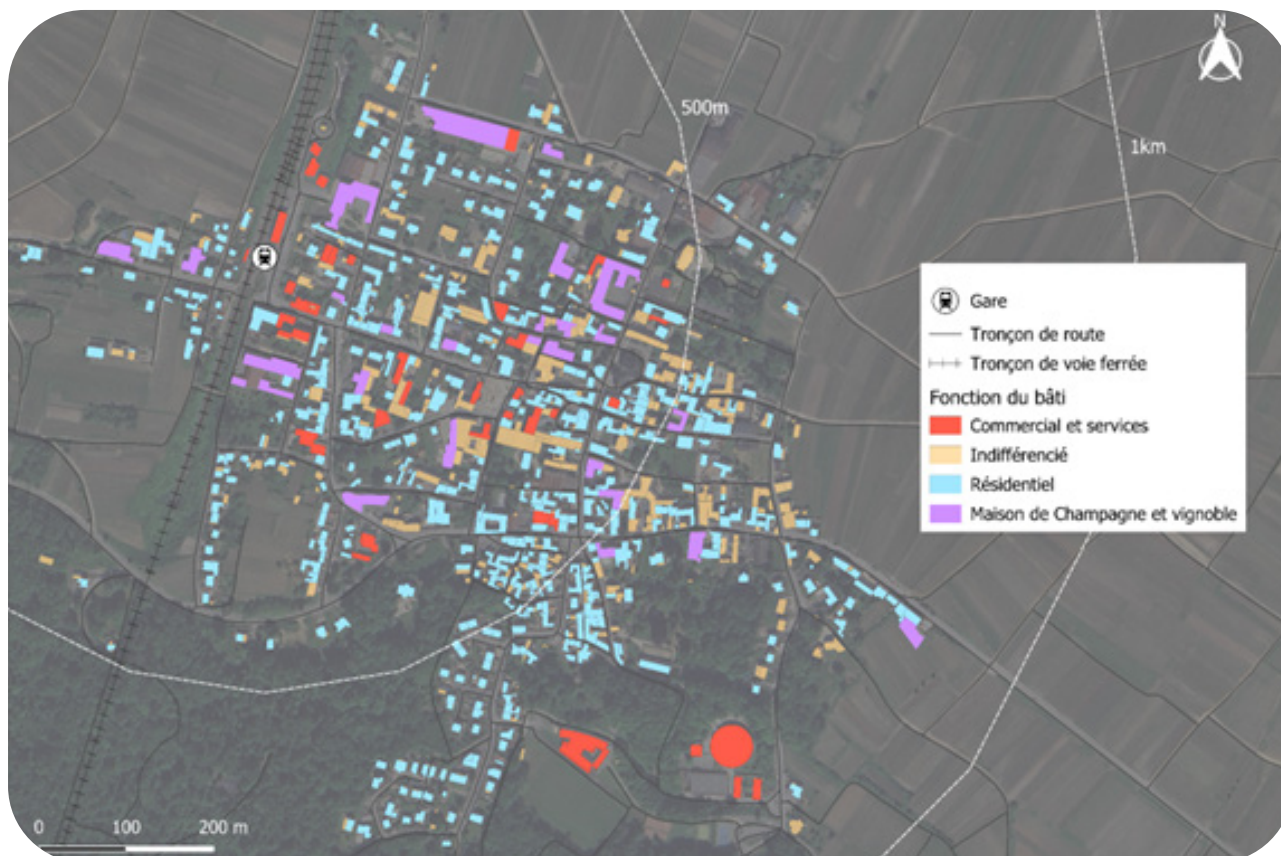 N
500m
1km
Gare
Tronçon de route
Tronçon de voie ferrée
Fonction du bâti
Commercial et services
Indifférencié
Résidentiel
Maison de Champagne et vignoble
0 100 200 m